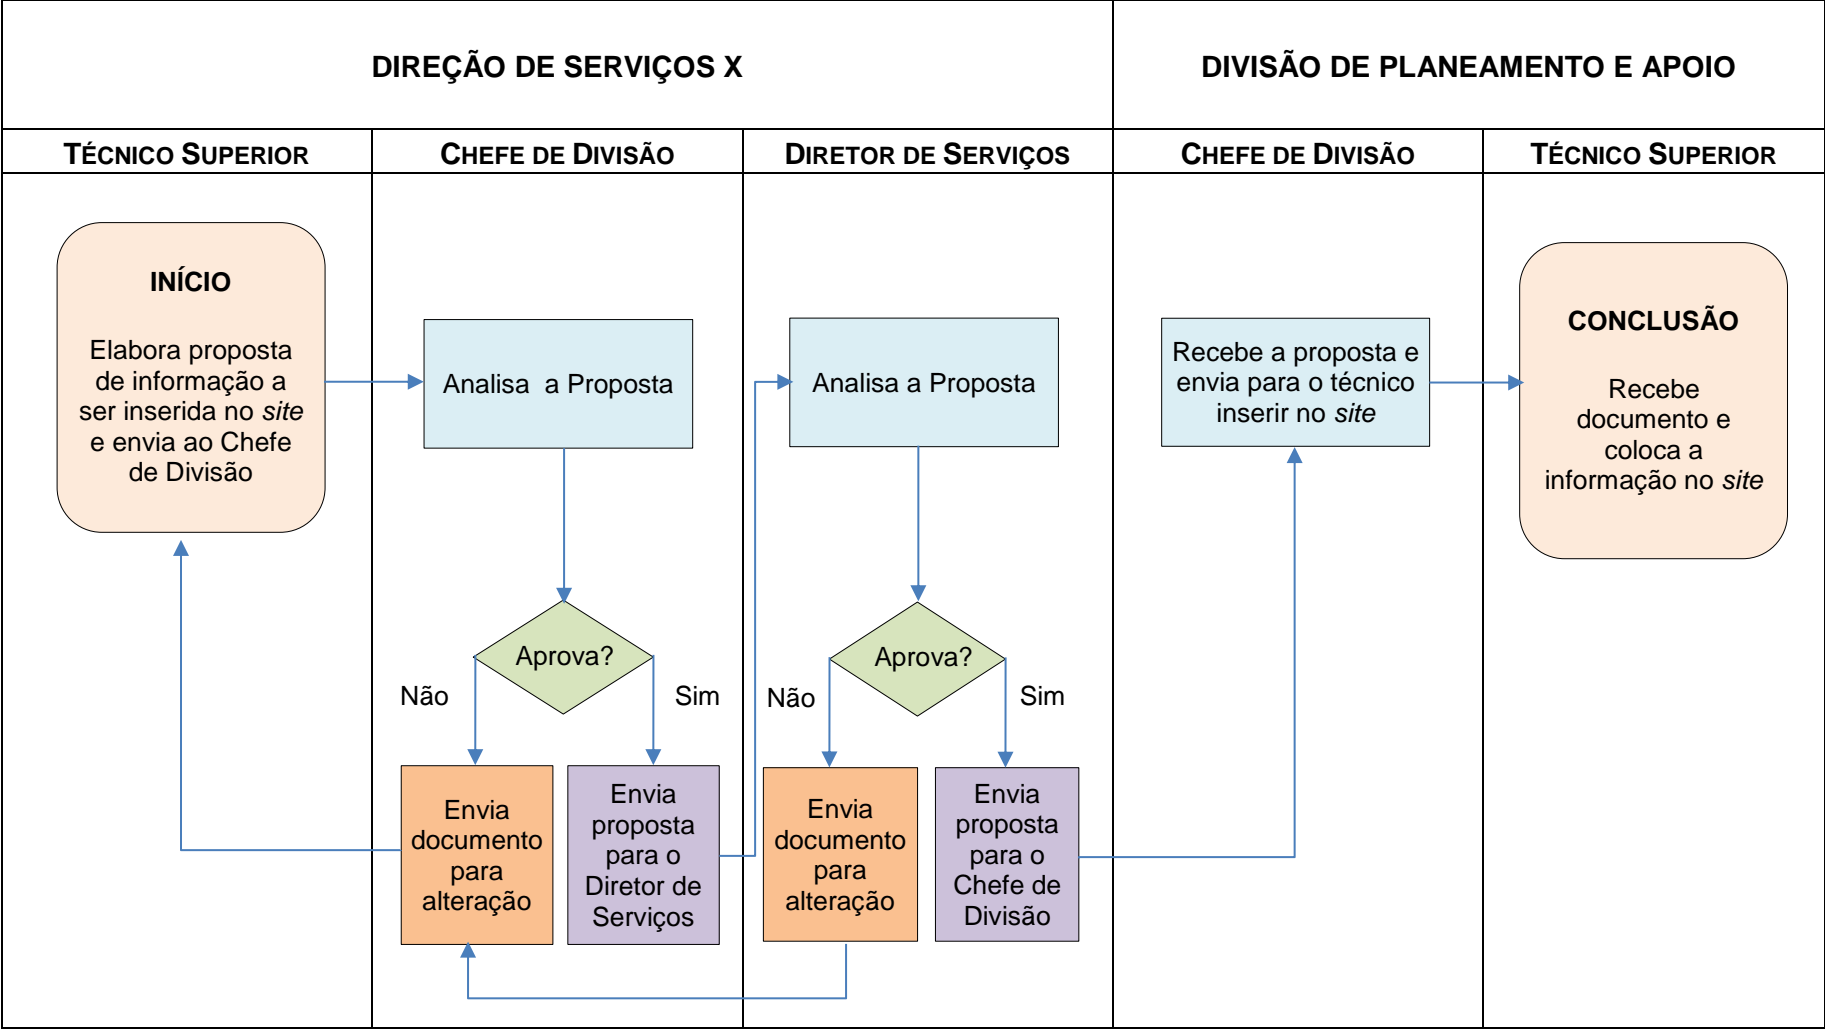 DIREÇÃO DE SERVIÇOS X
DIVISÃO DE PLANEAMENTO E APOIO
TÉCNICO SUPERIOR
CHEFE DE DIVISÃO
DIRETOR DE SERVIÇOS
CHEFE DE DIVISÃO
TÉCNICO SUPERIOR
INÍCIO
Elabora proposta
de informação a
ser inserida no site
e envia ao Chefe
de Divisão
Analisa a Proposta
Aprova?
Não
Sim
Envia
documento
para
alteração
Envia
proposta
para o
Diretor de
Serviços
Analisa a Proposta
Aprova?
Não
Sim
Envia
documento
para
alteração
Envia
proposta
para o
Chefe de
Divisão
Recebe a proposta e
envia para o técnico
inserir no site
CONCLUSÃO
Recebe
documento e
coloca a
informação no site